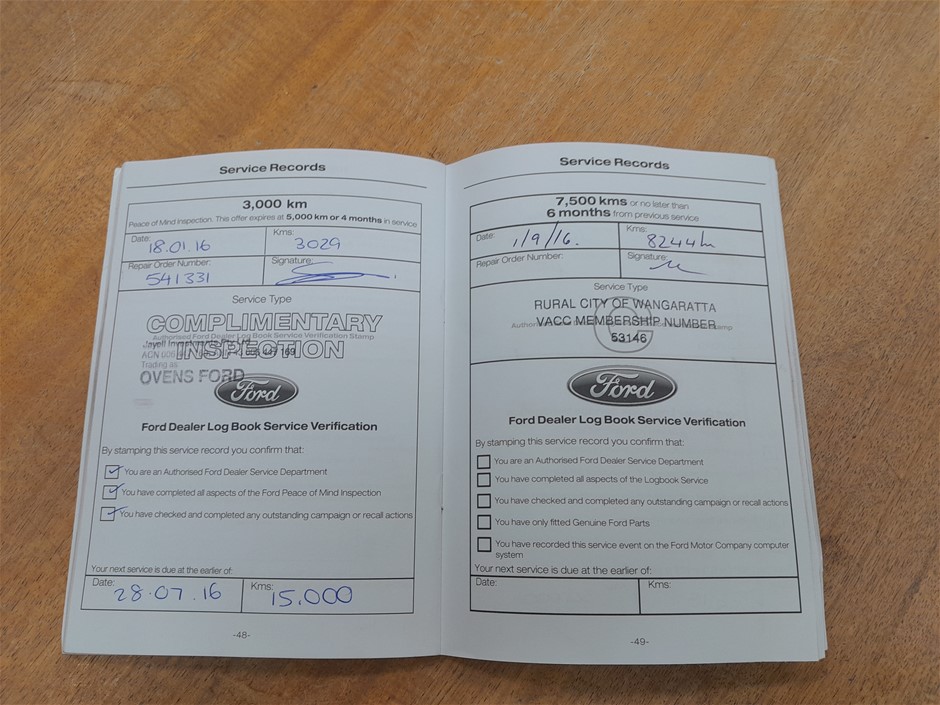 Service Records
3,000 km
Peace of Mind Inspection. This offer expires at 5,000 km or 4 months in service
Date: 18.01.16
Kms: 3029
Repair Order Number: 541331
Signature:
Service Type
COMPLIMENTARY
Authorised Ford Dealer Log Book Service Verification Stamp
INSPECTION
Trading as
OVENS FORD
Ford
Ford Dealer Log Book Service Verification
By stamping this service record you confirm that:
You are an Authorised Ford Dealer Service Department
You have completed all aspects of the Ford Peace of Mind Inspection
You have checked and completed any outstanding campaign or recall actions
Your next service is due at the earlier of:
Date: 28.07.16
Kms: 15,000
-48-
Service Records
7,500 kms or no later than
6 months from previous service
Date: 1/9/16.
Kms: 8244km
Repair Order Number:
Signature:
Service Type
RURAL CITY OF WANGARATTA
VACC MEMBERSHIP NUMBER
53146
Ford
Ford Dealer Log Book Service Verification
By stamping this service record you confirm that:
You are an Authorised Ford Dealer Service Department
You have completed all aspects of the Logbook Service
You have checked and completed any outstanding campaign or recall actions
You have only fitted Genuine Ford Parts
You have recorded this service event on the Ford Motor Company computer
system
Your next service is due at the earlier of:
Date:
Kms:
-49-